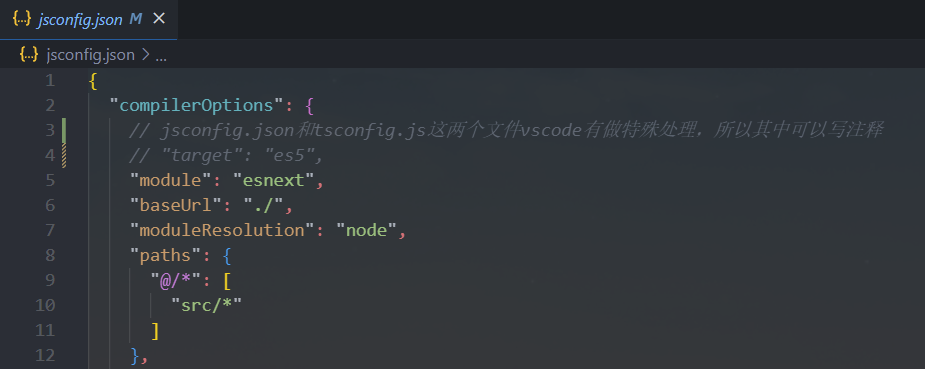 {..} jsconfig.json M ×
{..} jsconfig.json > ...
1 {
2 "compilerOptions": {
3 // jsconfig.json和tsconfig.js这两个文件vscode有做特殊处理，所以其中可以写注释
4 // "target": "es5",
5 "module": "esnext",
6 "baseUrl": "./",
7 "moduleResolution": "node",
8 "paths": {
9 "@/*": [
10 "src/*"
11 ]
12 },